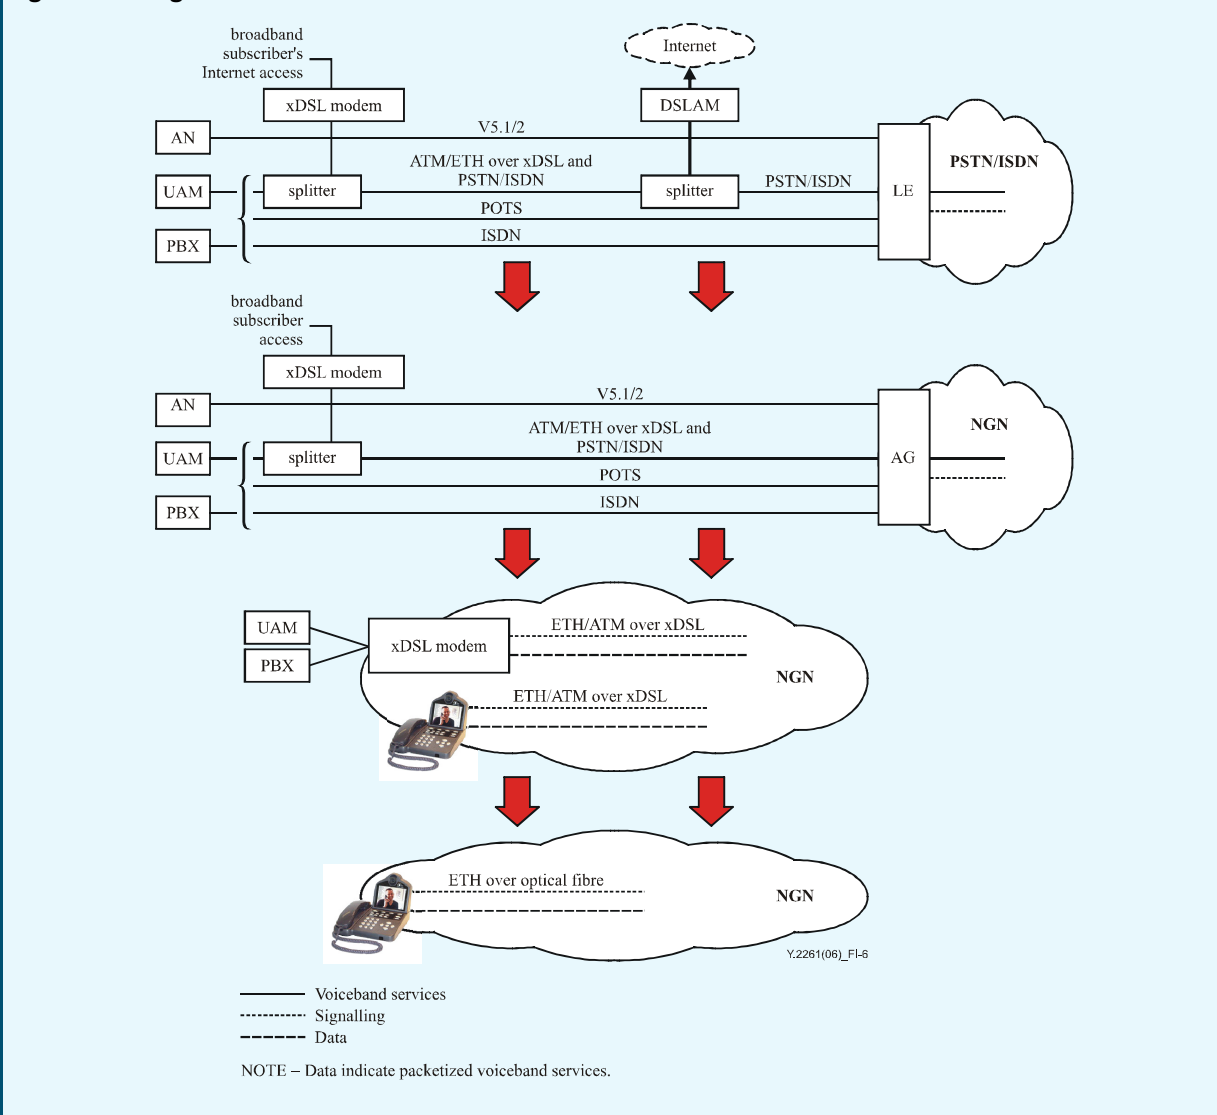 broadband
subscriber's
Internet access
Internet
xDSL modem
DSLAM
AN
V5.1/2
PSTN/ISDN
ATM/ETH over xDSL and
PSTN/ISDN
UAM
splitter
splitter
PSTN/ISDN
LE
POTS
PBX
ISDN
broadband
subscriber
access
xDSL modem
AN
V5.1/2
NGN
ATM/ETH over xDSL and
PSTN/ISDN
UAM
splitter
AG
POTS
PBX
ISDN
UAM
PBX
xDSL modem
ETH/ATM over xDSL
NGN
ETH/ATM over xDSL
ETH over optical fibre
NGN
Y.2261(06)_FI-6
Voiceband services
Signalling
Data
NOTE – Data indicate packetized voiceband services.